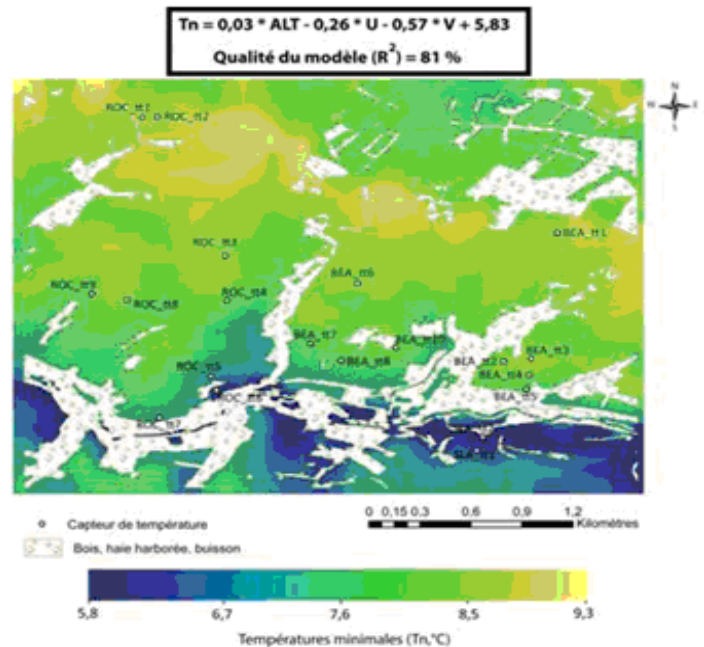 Tn = 0,03 * ALT - 0,26 * U - 0,57 * V + 5,83
Qualité du modèle (R²) = 81 %
N
S
ROC_tt1
ROC_tt2
BEA_tt1
ROC_tt3
BEA_tt6
ROC_tt9
ROC_tt8
ROC_tt4
BEA_tt7
BEA_tt8
BEA_tt2
BEA_tt3
BEA_tt4
ROC_tt5
BEA_tt5
ROC_tt6
ROC_tt7
0 0,15 0,3 0,6 0,9 1,2
Kilomètres
Capteur de température
Bois, haie harborée, buisson
5,8 6,7 7,6 8,5 9,3
Températures minimales (Tn,°C)